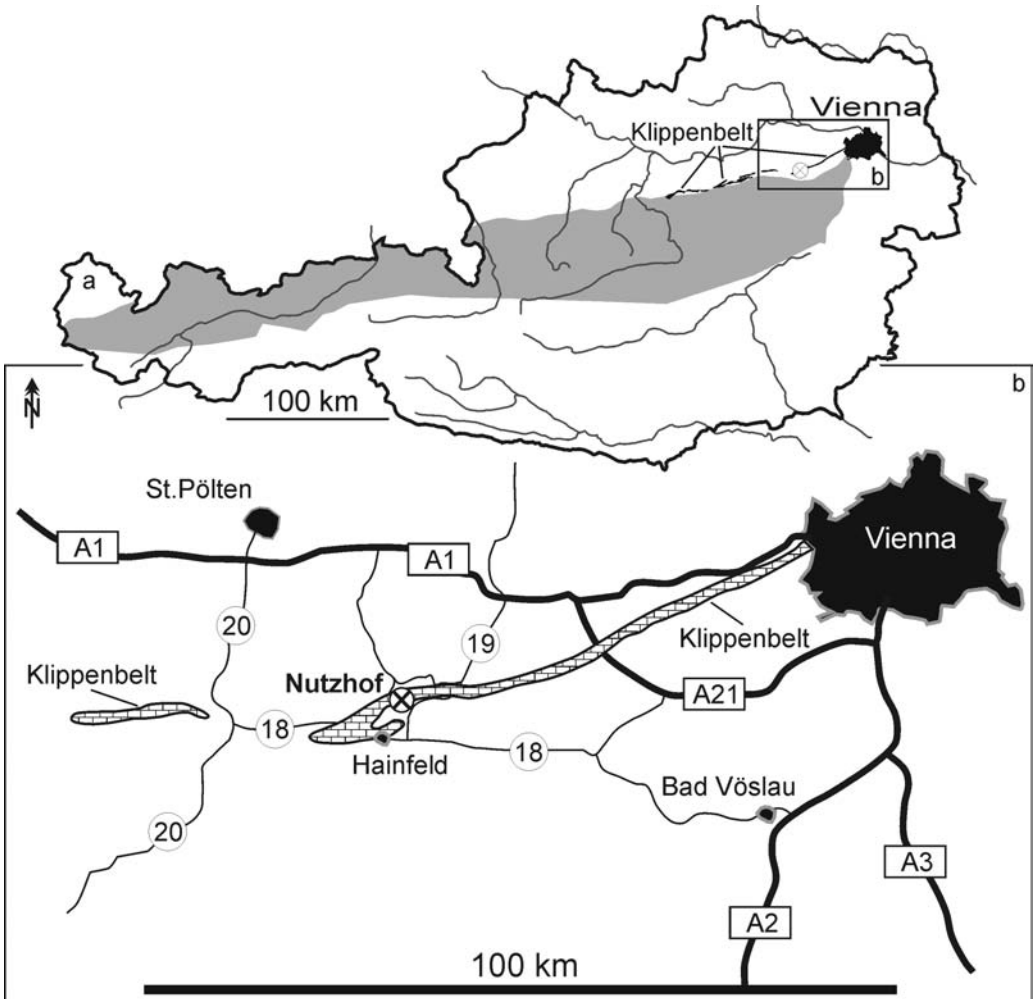 Vienna
Klippenbelt
b
a
100 km
b
N
St.Pölten
A1
A1
Vienna
20
19
Klippenbelt
Klippenbelt
Nutzhof
A21
18
18
Hainfeld
Bad Vöslau
20
A3
A2
100 km